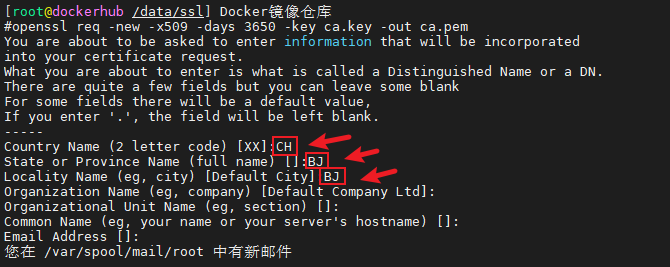 [root@dockerhub /data/ssl] Docker镜像仓库
#openssl req -new -x509 -days 3650 -key ca.key -out ca.pem
You are about to be asked to enter information that will be incorporated
into your certificate request.
What you are about to enter is what is called a Distinguished Name or a DN.
There are quite a few fields but you can leave some blank
For some fields there will be a default value,
If you enter '.', the field will be left blank.
-----
Country Name (2 letter code) [XX]:CH
State or Province Name (full name) []:BJ
Locality Name (eg, city) [Default City]:BJ
Organization Name (eg, company) [Default Company Ltd]:
Organizational Unit Name (eg, section) []:
Common Name (eg, your name or your server's hostname) []:
Email Address []:
您在 /var/spool/mail/root 中有新邮件